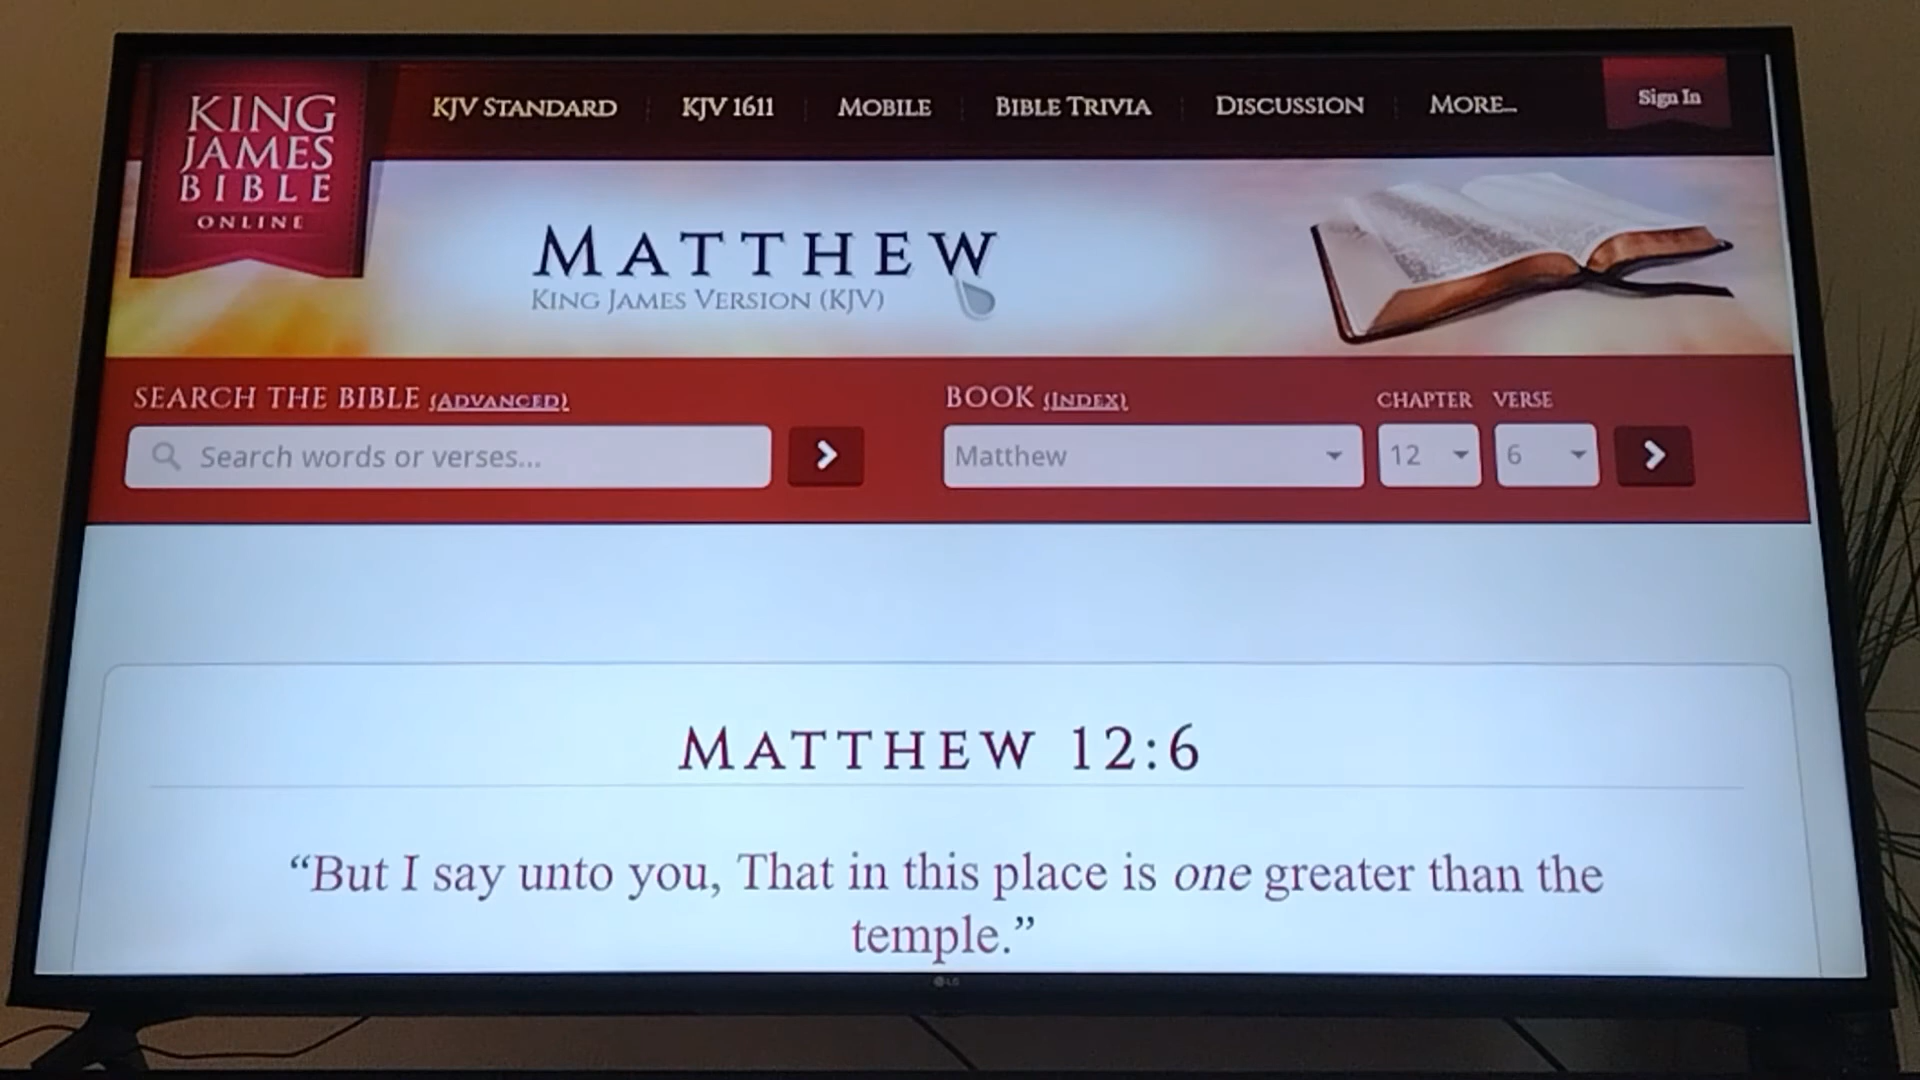 KING
JAMES
BIBLE
ONLINE
KJV STANDARD
KJV 1611
MOBILE
BIBLE TRIVIA
DISCUSSION
MORE...
Sign In
MATTHEW
KING JAMES VERSION (KJV)
SEARCH THE BIBLE (ADVANCED)
Search words or verses...
BOOK (INDEX)
Matthew
CHAPTER
12
VERSE
6
MATTHEW 12:6
“But I say unto you, That in this place is one greater than the
temple.”
LG